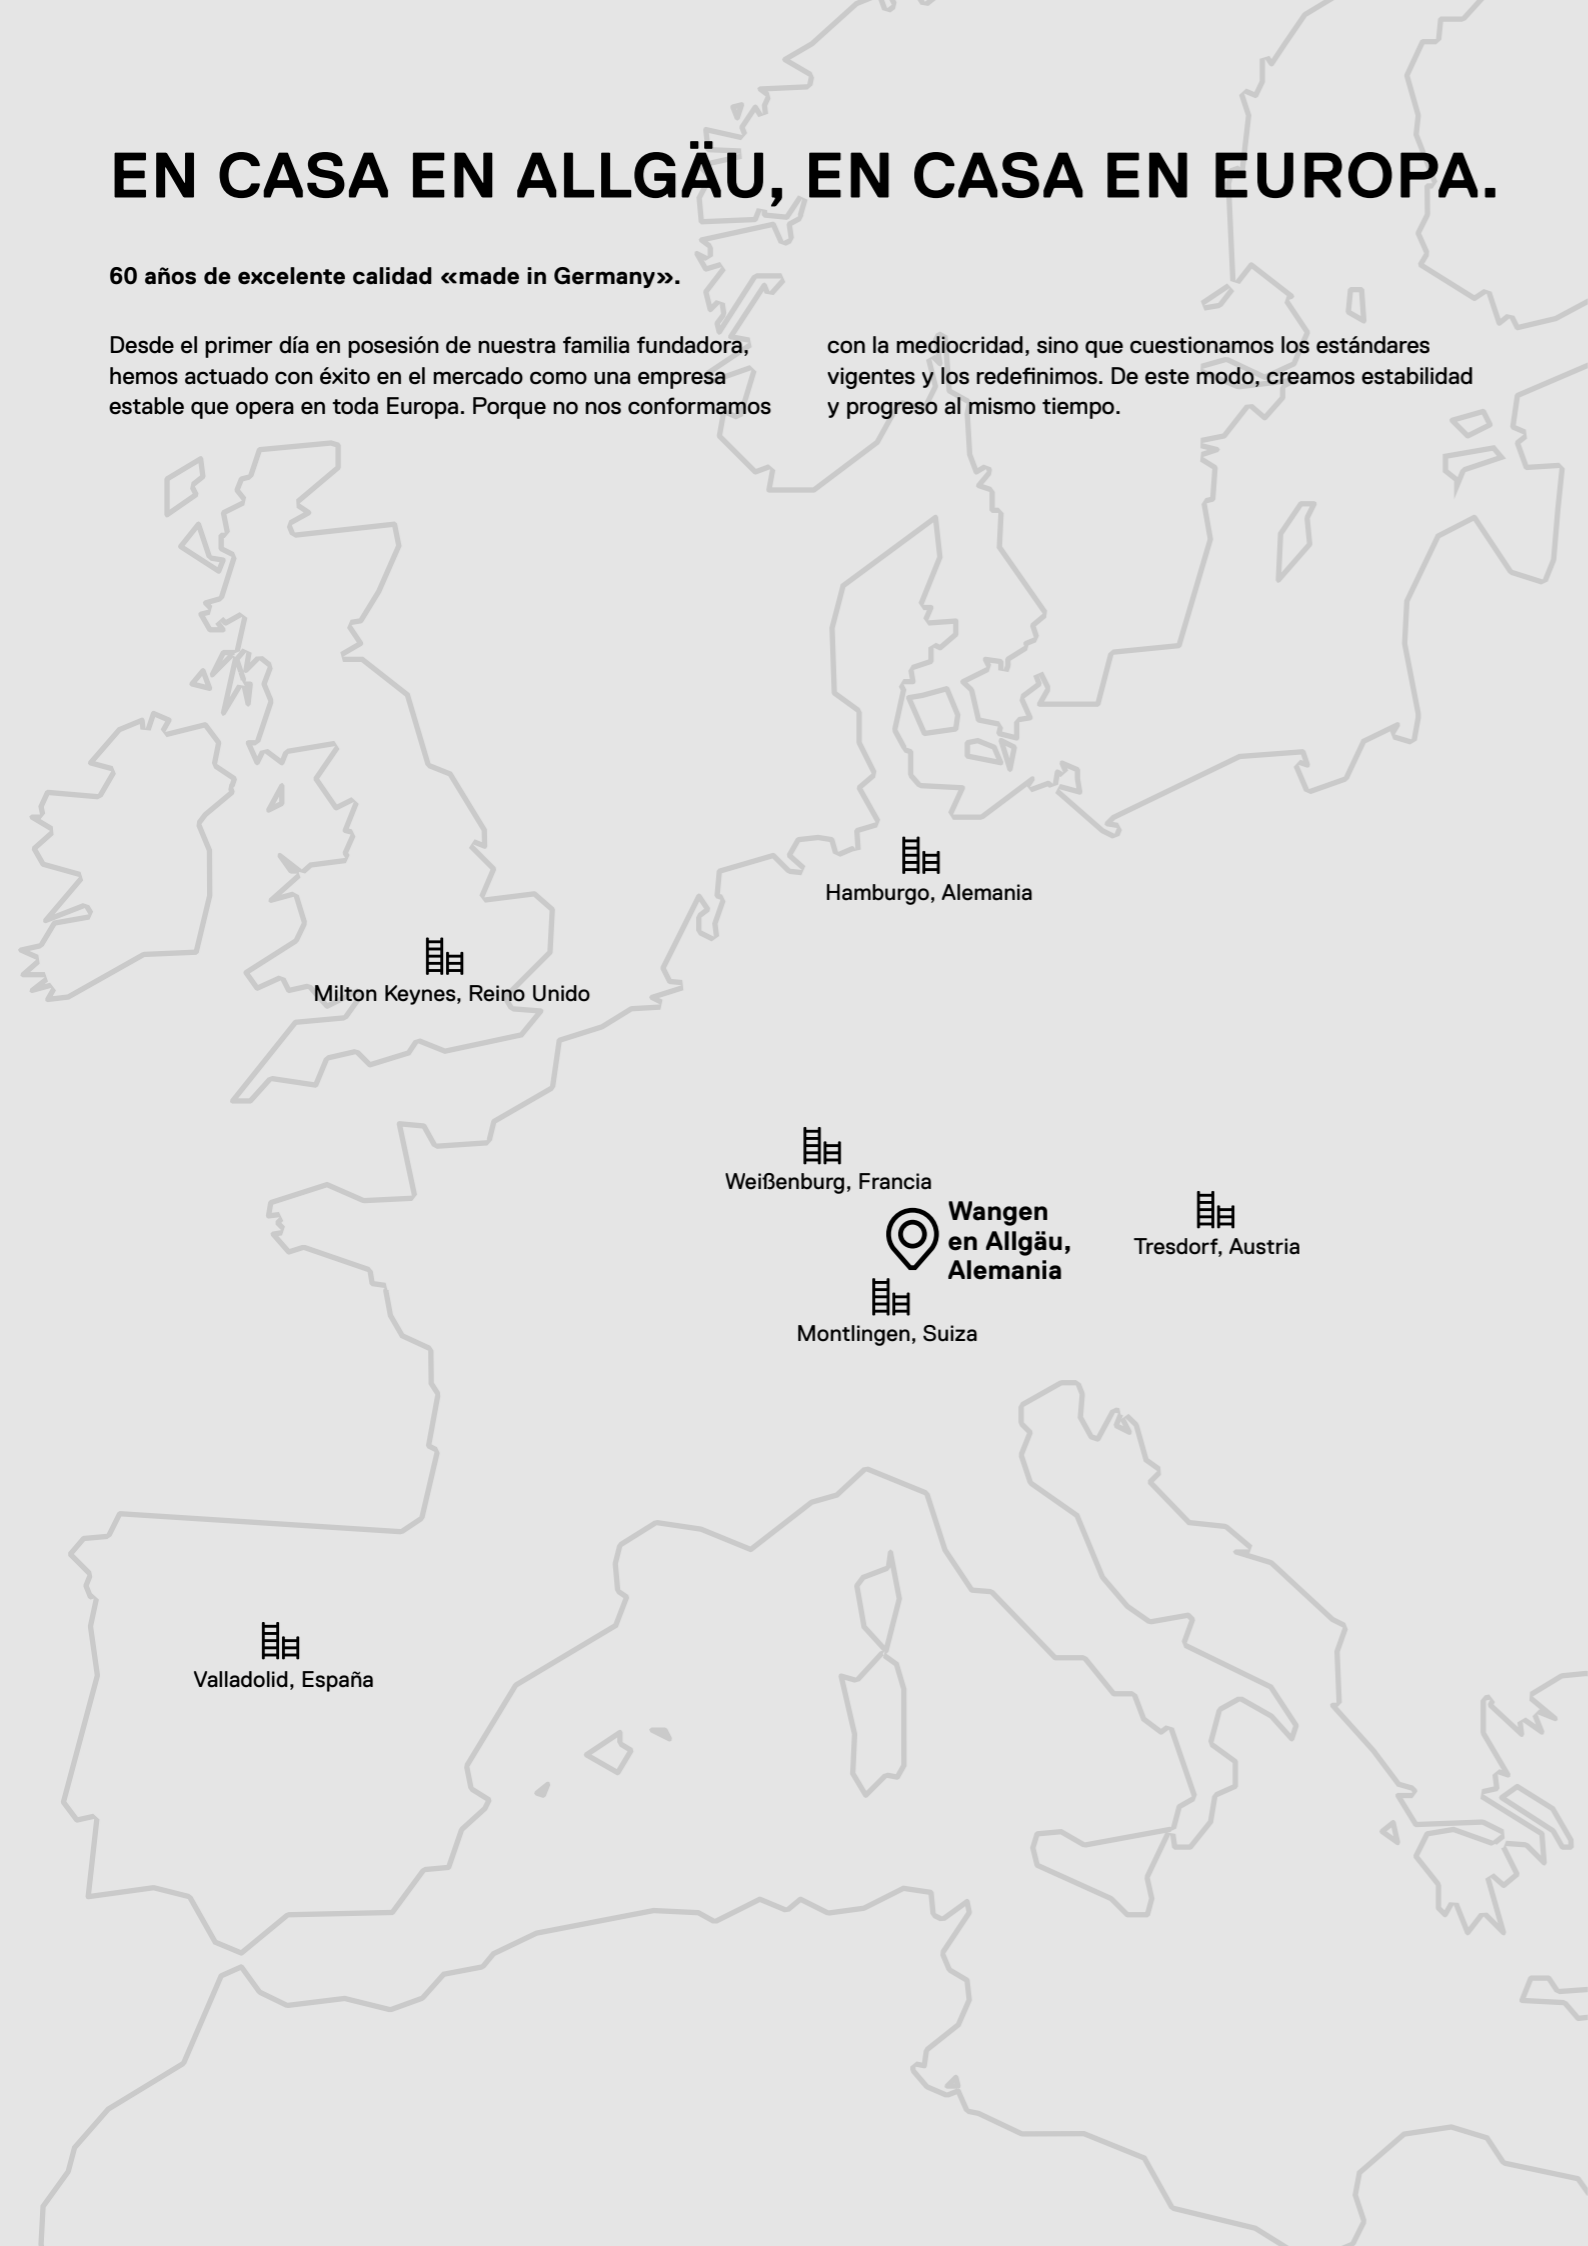 EN CASA EN ALLGÄU, EN CASA EN EUROPA.
60 años de excelente calidad «made in Germany».
Desde el primer día en posesión de nuestra familia fundadora,
hemos actuado con éxito en el mercado como una empresa
estable que opera en toda Europa. Porque no nos conformamos
con la mediocridad, sino que cuestionamos los estándares
vigentes y los redefinimos. De este modo, creamos estabilidad
y progreso al mismo tiempo.
Hamburgo, Alemania
Milton Keynes, Reino Unido
Weißenburg, Francia
Wangen
en Allgäu,
Alemania
Tresdorf, Austria
Montlingen, Suiza
Valladolid, España